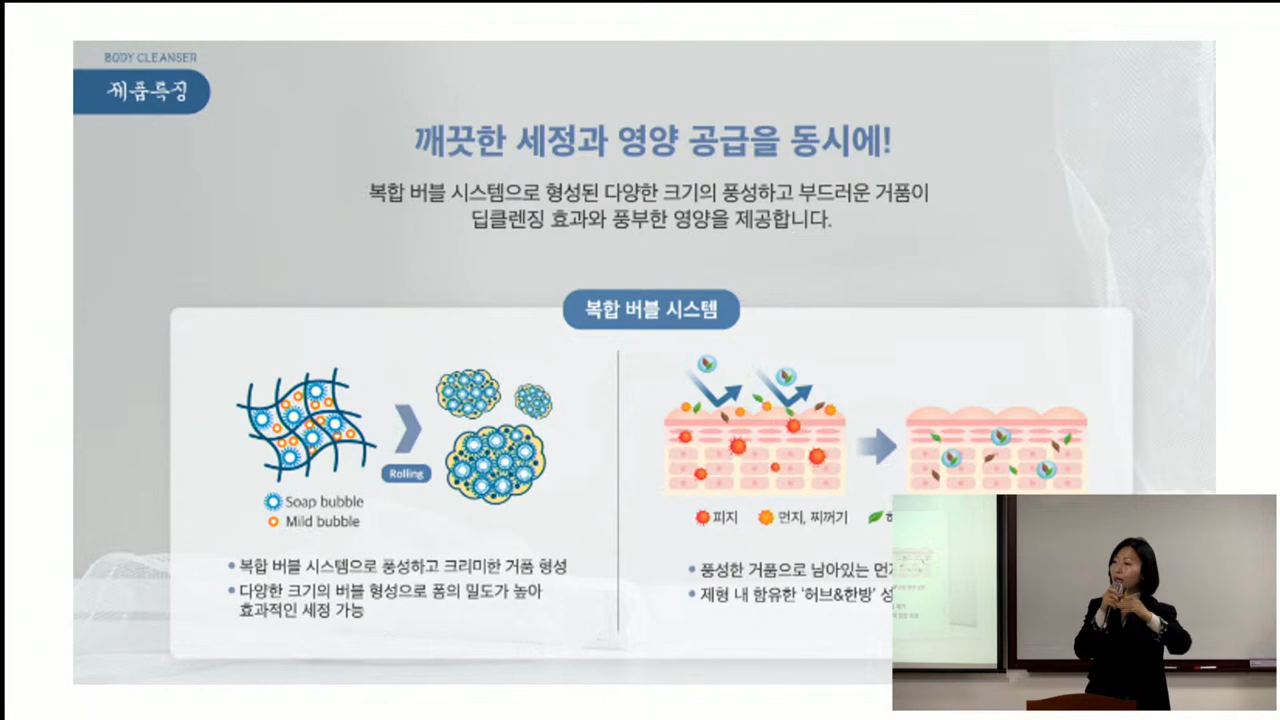 BODY CLEANSER
제품특징
깨끗한 세정과 영양 공급을 동시에!
복합 버블 시스템으로 형성된 다양한 크기의 풍성하고 부드러운 거품이
딥클렌징 효과와 풍부한 영양을 제공합니다.
복합 버블 시스템
Rolling
Soap bubble
Mild bubble
• 복합 버블 시스템으로 풍성하고 크리미한 거품 형성
• 다양한 크기의 버블 형성으로 폼의 밀도가 높아
효과적인 세정 가능
피지 먼지, 찌꺼기
• 풍성한 거품으로 남아있는
• 제형 내 함유한 '허브&한방'